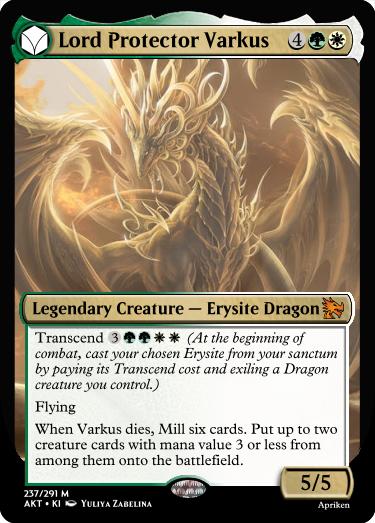 Lord Protector Varkus 4
Legendary Creature — Erysite Dragon
Transcend 3 (At the beginning of
combat, cast your chosen Erysite from your sanctum
by paying its Transcend cost and exiling a Dragon
creature you control.)
Flying
When Varkus dies, Mill six cards. Put up to two
creature cards with mana value 3 or less from
among them onto the battlefield.
5/5
237/291 M
AKT • KI Yuliya Zabelina
Apriken